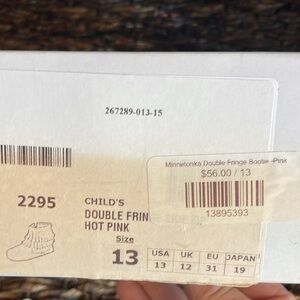 267289-013-15
Minnetonka Double Fringe Bootie -Pink
$56.00 / 13
13895393
2295
CHILD'S
DOUBLE FRIN
HOT PINK
Size
13
USA UK EU JAPAN
13 12 31 19